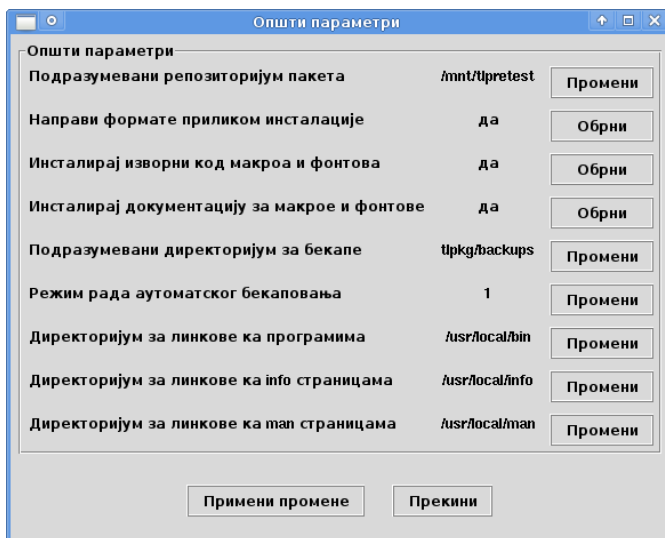 Општи параметри
Општи параметри
Подразумевани репозиторијум пакета /mnt/tlpretest Промени
Направи формате приликом инсталације да Обрни
Инсталирај изворни код макроа и фонтова да Обрни
Инсталирај документацију за макрое и фонтове да Обрни
Подразумевани директоријум за бекапе tlpkg/backups Промени
Режим рада аутоматског бекаповања 1 Промени
Директоријум за линкове ка програмима /usr/local/bin Промени
Директоријум за линкове ка info страницама /usr/local/info Промени
Директоријум за линкове ка man страницама /usr/local/man Промени
Примени промене Прекини